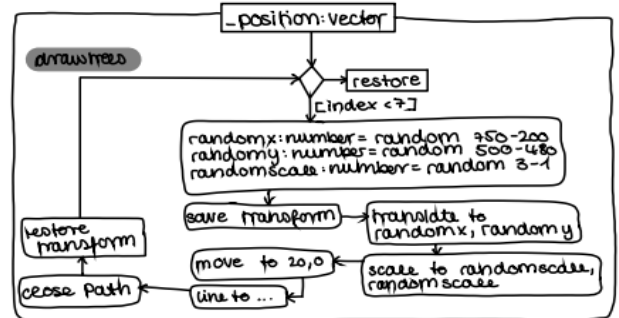 _position: vector
drawtrees
restore
[index <7]
randomx: number = random 750-200
randomy: number = random 500-480
randomscale: number = random 3-1
save transform
translate to
randomx, randomy
restore
transform
move to 20,0
scale to randomscale,
randomscale
close path
line to ...